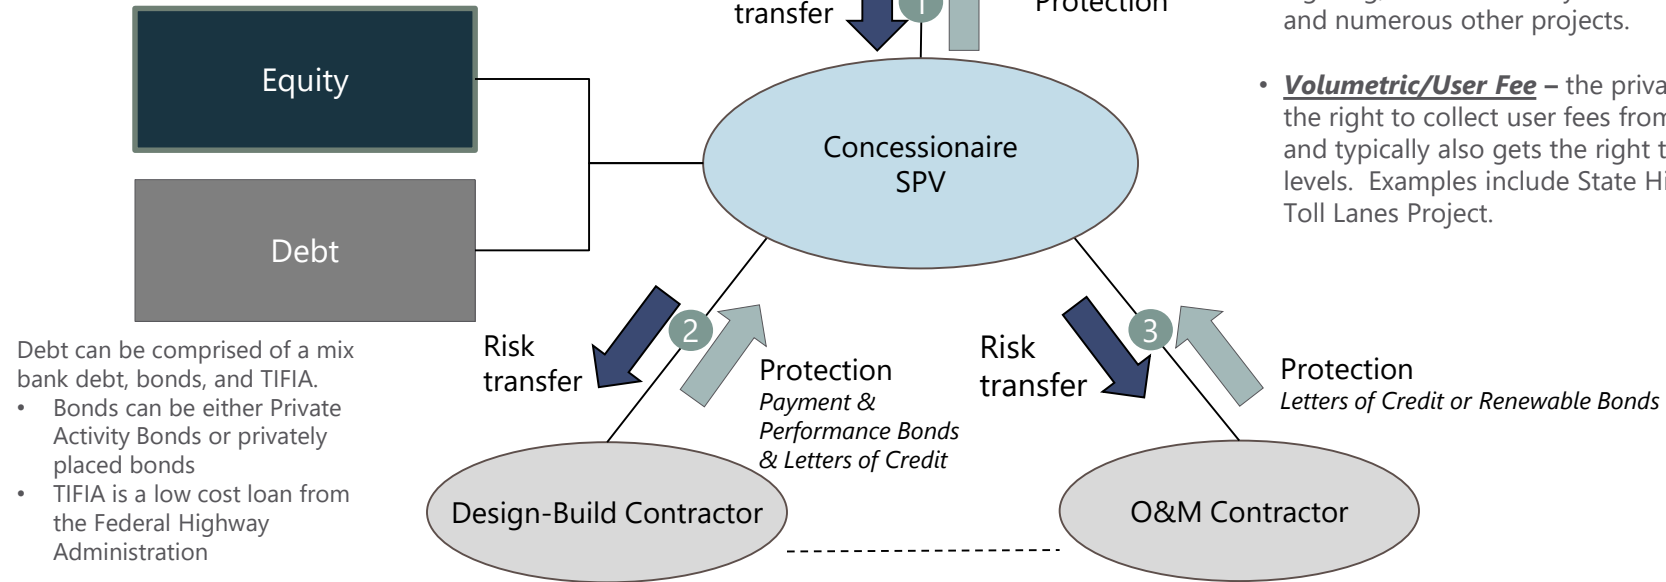 transfer
1
Protection
and numerous other projects.
Equity
• Volumetric/User Fee – the priva
the right to collect user fees from
and typically also gets the right t
levels. Examples include State Hi
Toll Lanes Project.
Concessionaire
SPV
Debt
Debt can be comprised of a mix
bank debt, bonds, and TIFIA.
• Bonds can be either Private
Activity Bonds or privately
placed bonds
• TIFIA is a low cost loan from
the Federal Highway
Administration
Risk
transfer
2
Protection
Payment &
Performance Bonds
& Letters of Credit
Risk
transfer
3
Protection
Letters of Credit or Renewable Bonds
Design-Build Contractor
O&M Contractor